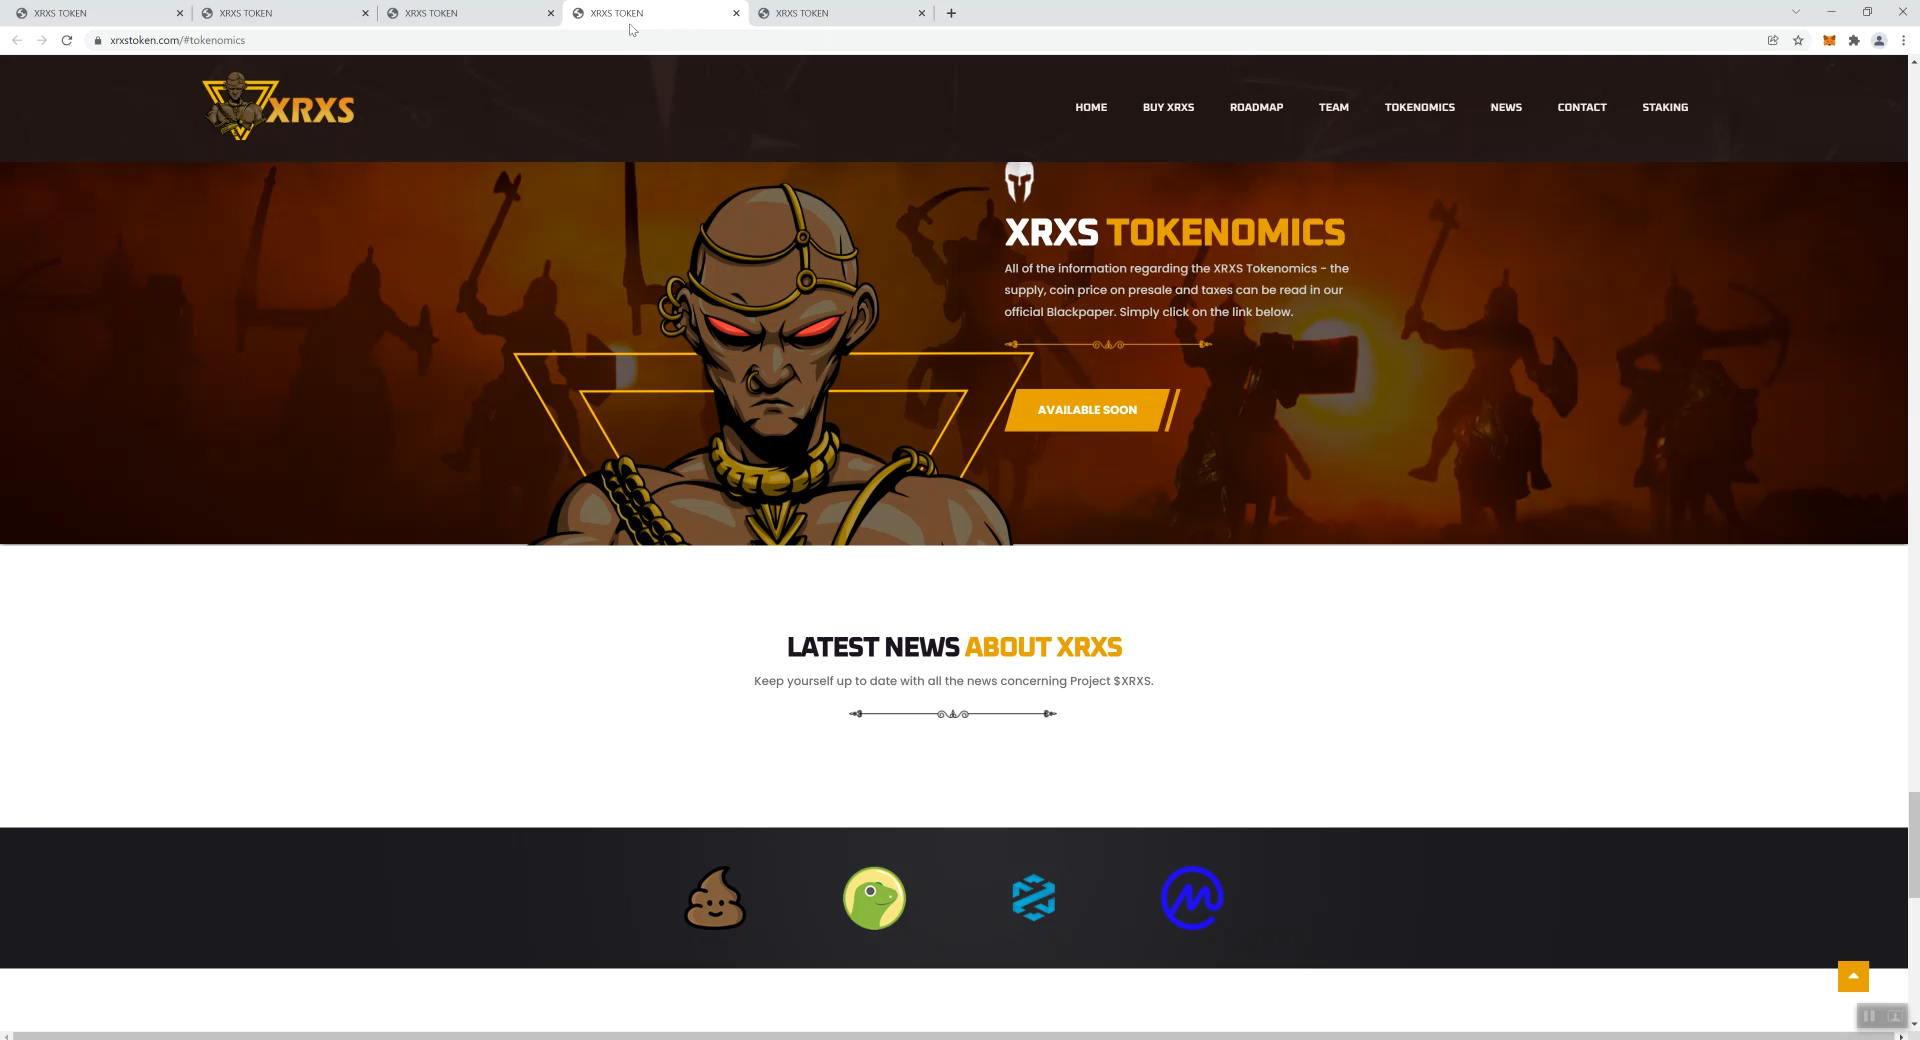 XRXS TOKEN
XRXS TOKEN
XRXS TOKEN
XRXS TOKEN
XRXS TOKEN
xrxstoken.com/#tokenomics
XRXS
HOME
BUY XRXS
ROADMAP
TEAM
TOKENOMICS
NEWS
CONTACT
STAKING
XRXS TOKENOMICS
All of the information regarding the XRXS Tokenomics - the
supply, coin price on presale and taxes can be read in our
official Blackpaper. Simply click on the link below.
AVAILABLE SOON
LATEST NEWS ABOUT XRXS
Keep yourself up to date with all the news concerning Project $XRXS.